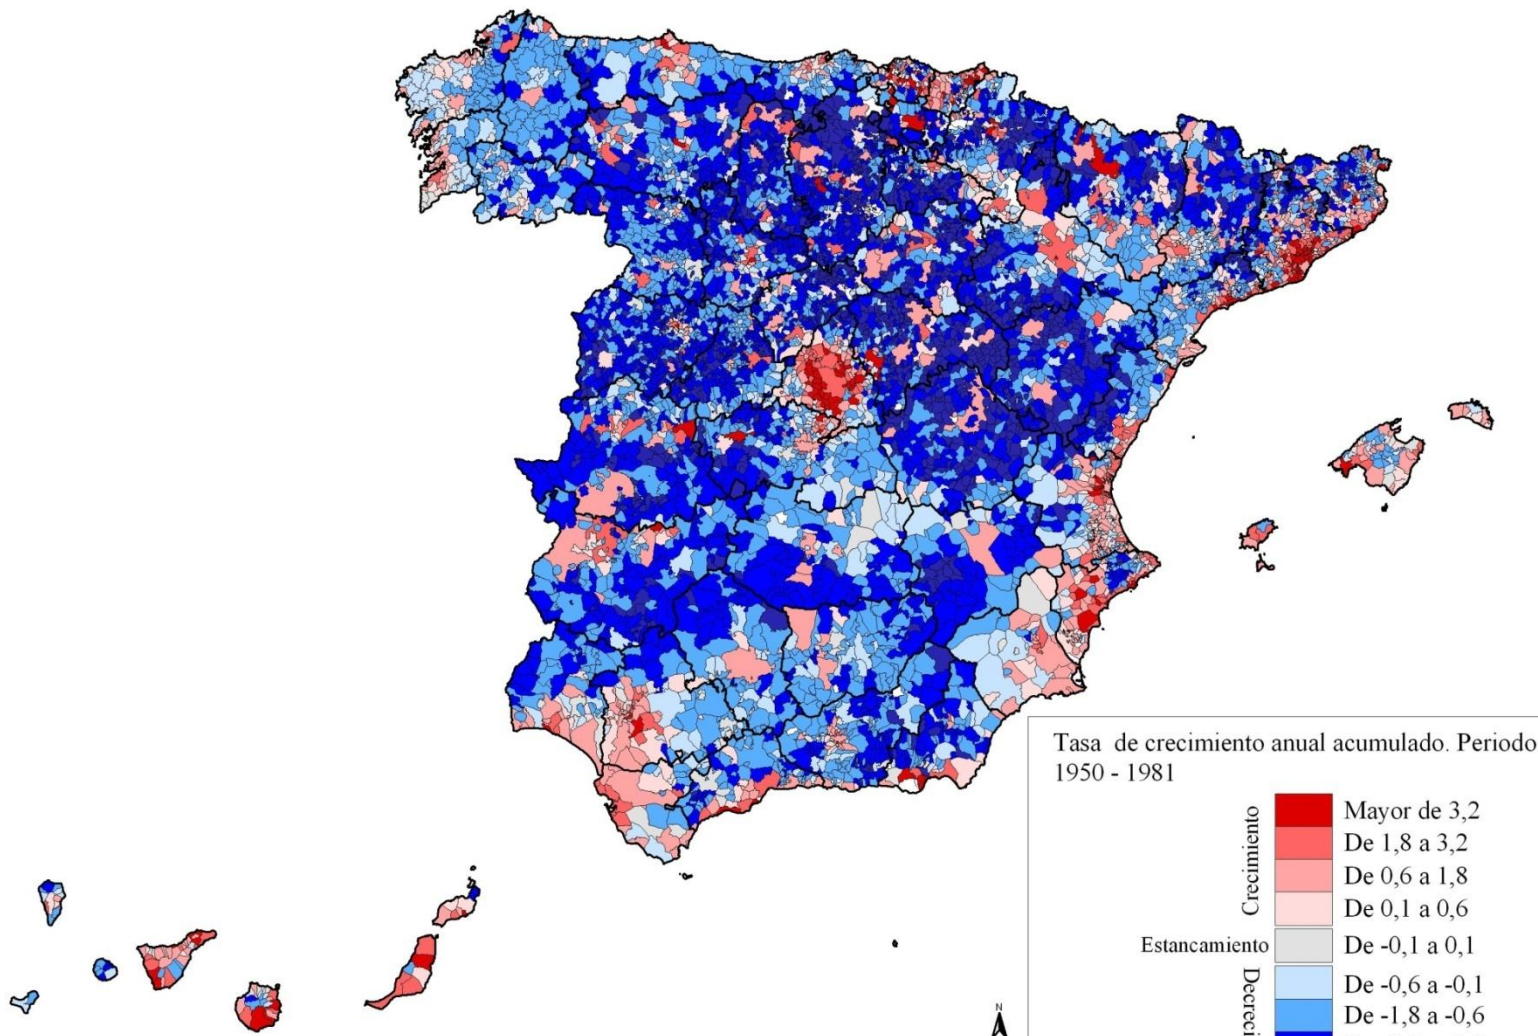 Tasa de crecimiento anual acumulado. Periodo
1950 - 1981
Crecimiento
Mayor de 3,2
De 1,8 a 3,2
De 0,6 a 1,8
De 0,1 a 0,6
Estancamiento
De -0,1 a 0,1
De -0,6 a -0,1
De -1,8 a -0,6
N